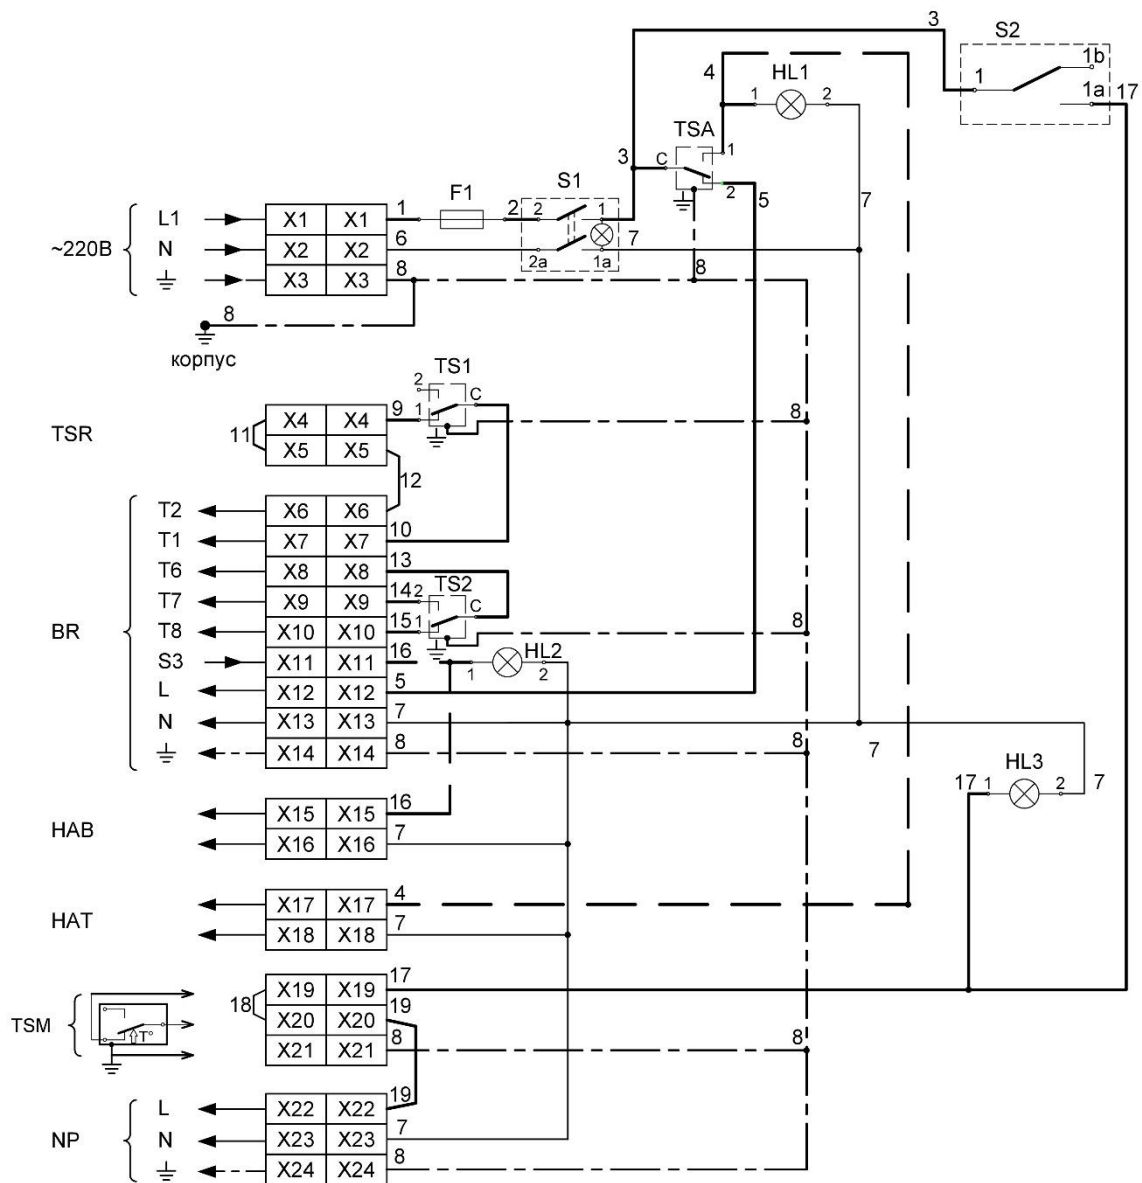 3
S2
1b
1
1a
17
4
HL1
1
2
TSA
3
C
1
2
5
7
F1
S1
~220В
L1
X1
X1
1
2
2
1
N
X2
X2
6
2a
1a
7
X3
X3
8
8
8
корпус
TS1
2
C
8
TSR
11
X4
X4
9
1
X5
X5
12
BR
T2
X6
X6
T1
X7
X7
10
T6
X8
X8
13
TS2
T7
X9
X9
14
2
C
T8
X10
X10
15
1
8
S3
X11
X11
16
1
HL2
2
L
X12
X12
5
N
X13
X13
7
7
X14
X14
8
8
HL3
17
1
2
7
HAB
X15
X15
16
X16
X16
7
HAT
X17
X17
4
X18
X18
7
TSM
T°
18
X19
X19
17
X20
X20
19
X21
X21
8
8
NP
L
X22
X22
19
N
X23
X23
7
X24
X24
8